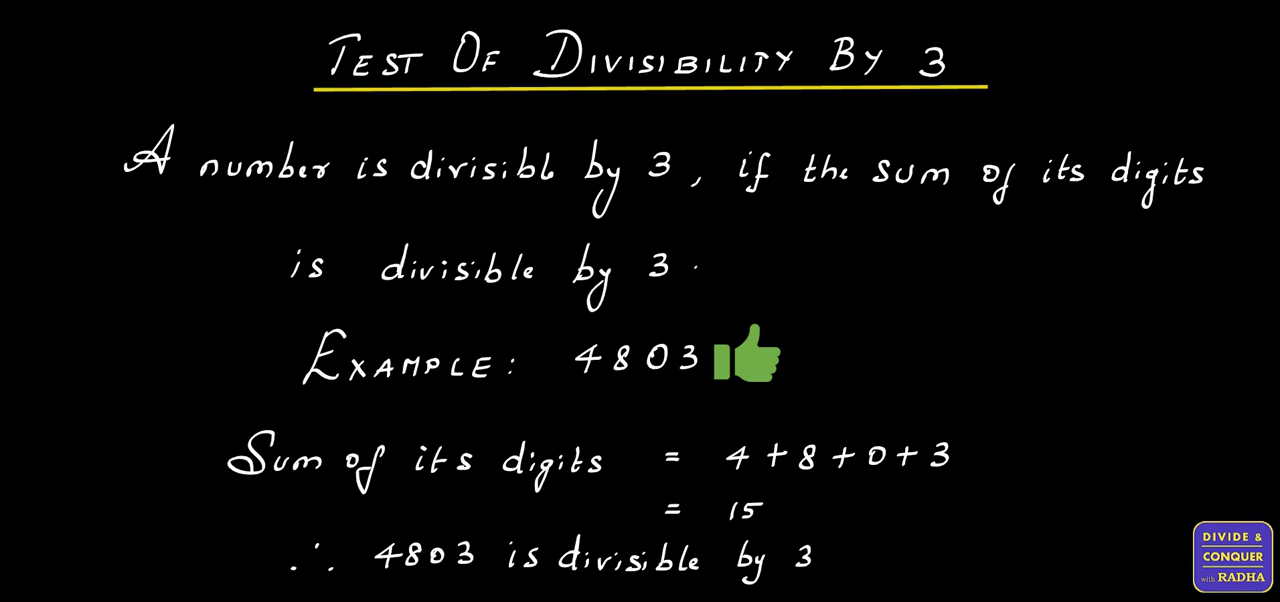 TEST OF DIVISIBILITY BY 3
A number is divisibl by 3, if the sum of its digits
is divisible by 3.
EXAMPLE: 4803
Sum of its digits = 4+8+0+3
= 15
∴ 4803 is divisible by 3
DIVIDE &
CONQUER
with RADHA